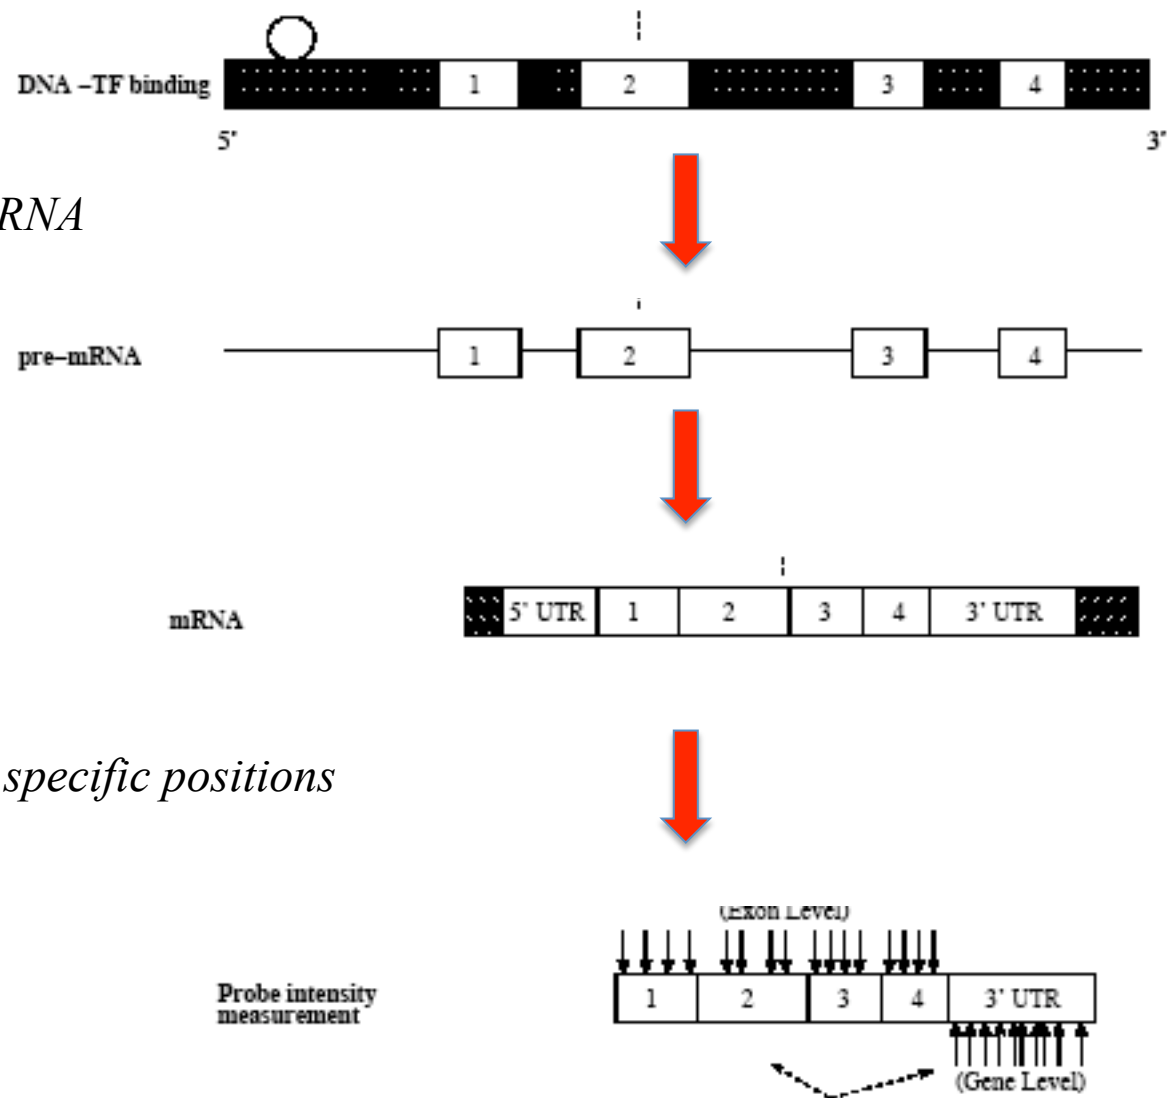 DNA –TF binding 1 2 3 4
5' 3'
RNA
pre–mRNA 1 2 3 4
mRNA 5' UTR 1 2 3 4 3' UTR
specific positions
(Exon Level)
Probe intensity
measurement
1 2 3 4 3' UTR
(Gene Level)